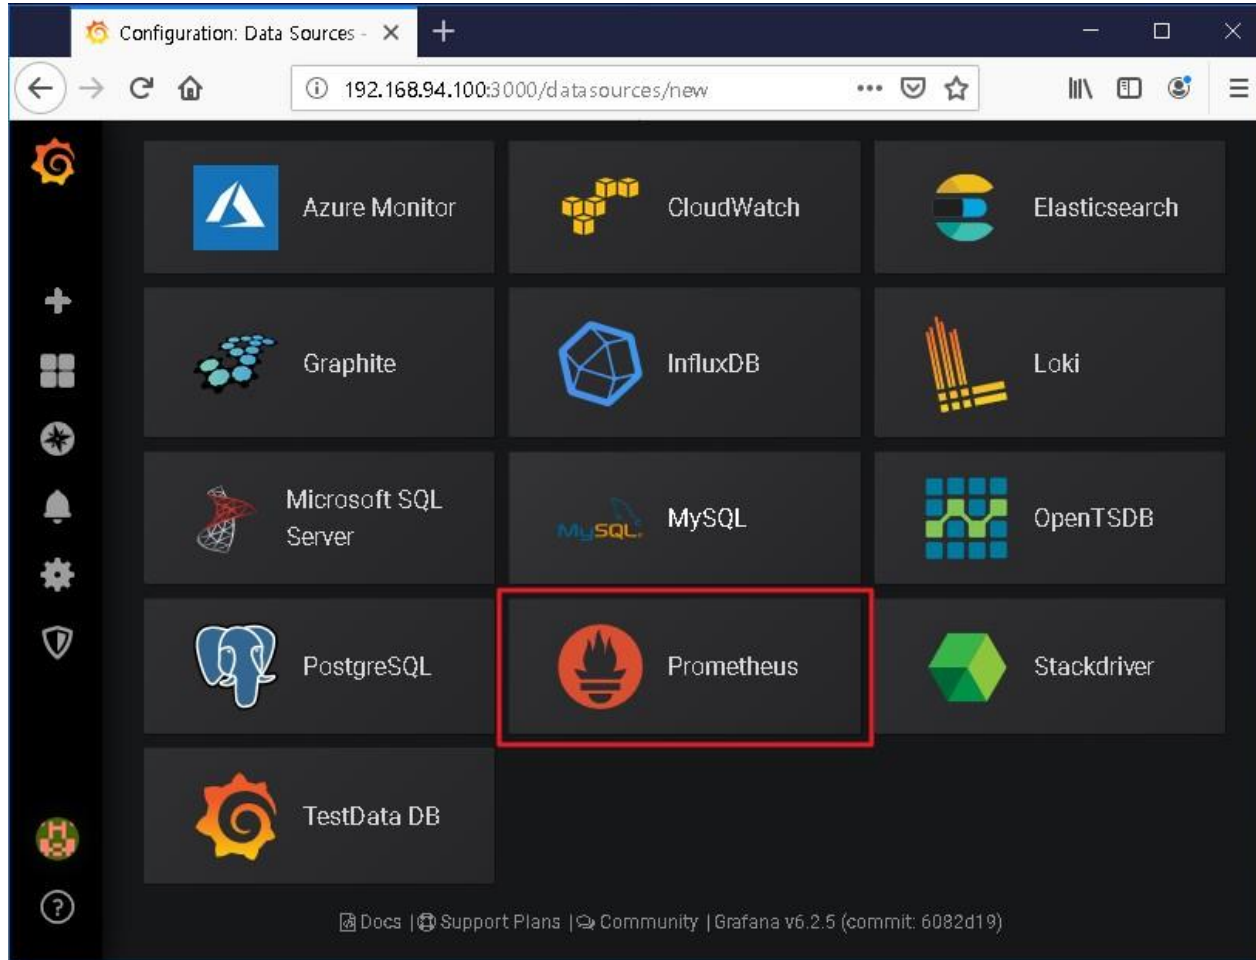 Configuration: Data Sources -
192.168.94.100:3000/datasources/new
Azure Monitor
CloudWatch
Elasticsearch
Graphite
InfluxDB
Loki
Microsoft SQL
Server
MySQL
MySQL
OpenTSDB
PostgreSQL
Prometheus
Stackdriver
TestData DB
Docs | Support Plans | Community | Grafana v6.2.5 (commit: 6082d19)